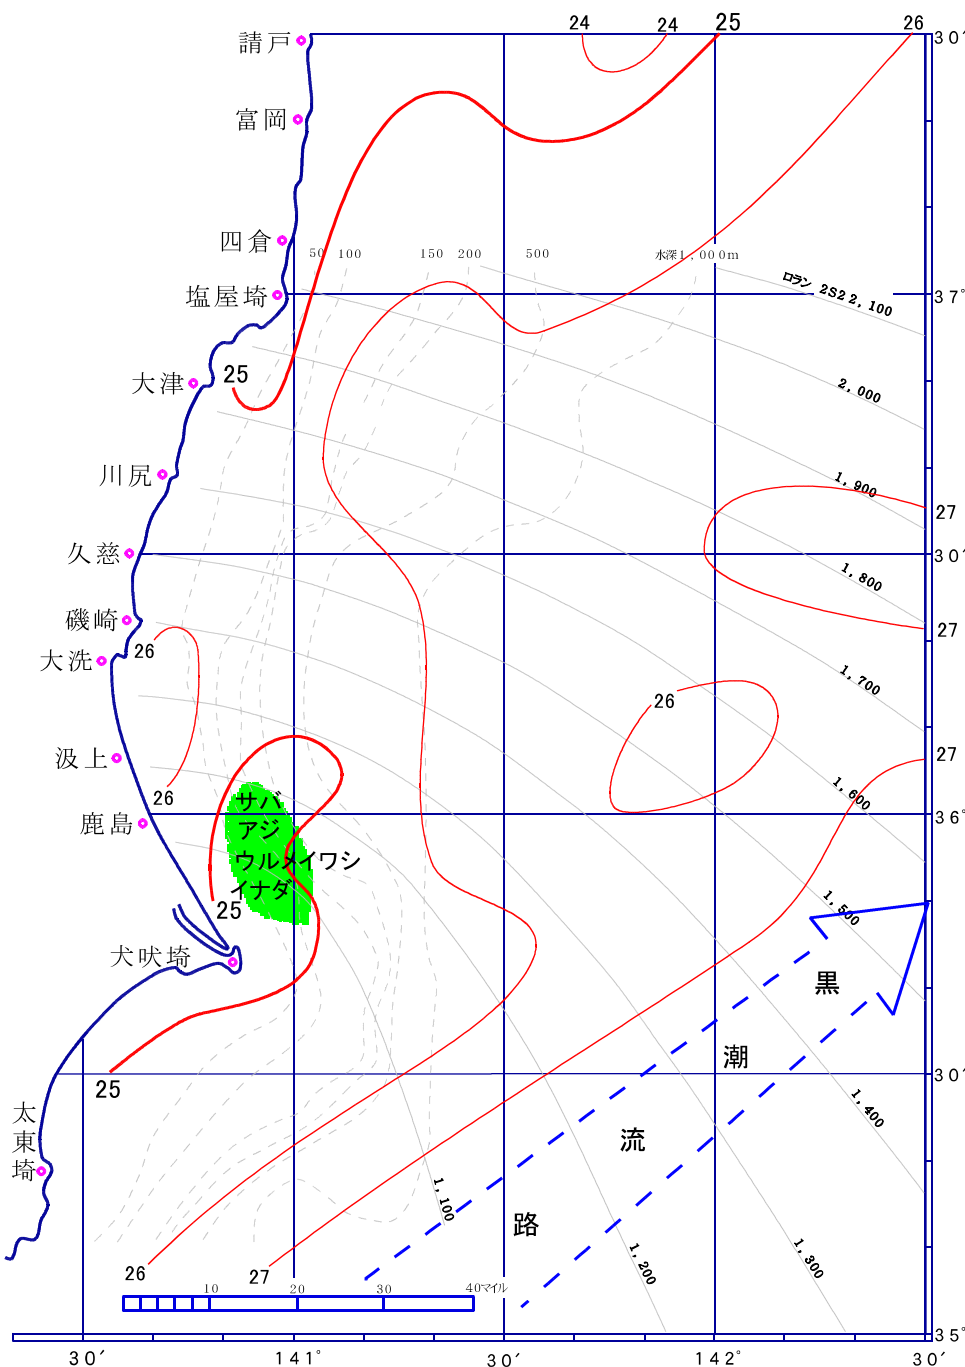 24
24
25
26
請戸
30′
富岡
四倉
50
100
150
200
500
水深1,000m
塩屋埼
ロラン 2S2 2,100
37°
大津
25
2,000
川尻
1,900
27
久慈
30′
1,800
磯崎
26
27
大洗
1,700
26
汲上
27
26
1,600
鹿島
サバ
アジ
ウルメイワシ
イナダ
36°
25
1,500
犬吠埼
黒
潮
流
路
25
30′
太東埼
1,400
1,100
1,200
1,300
26
27
10
20
30
40マイル
35°
30′
141°
30′
142°
30′